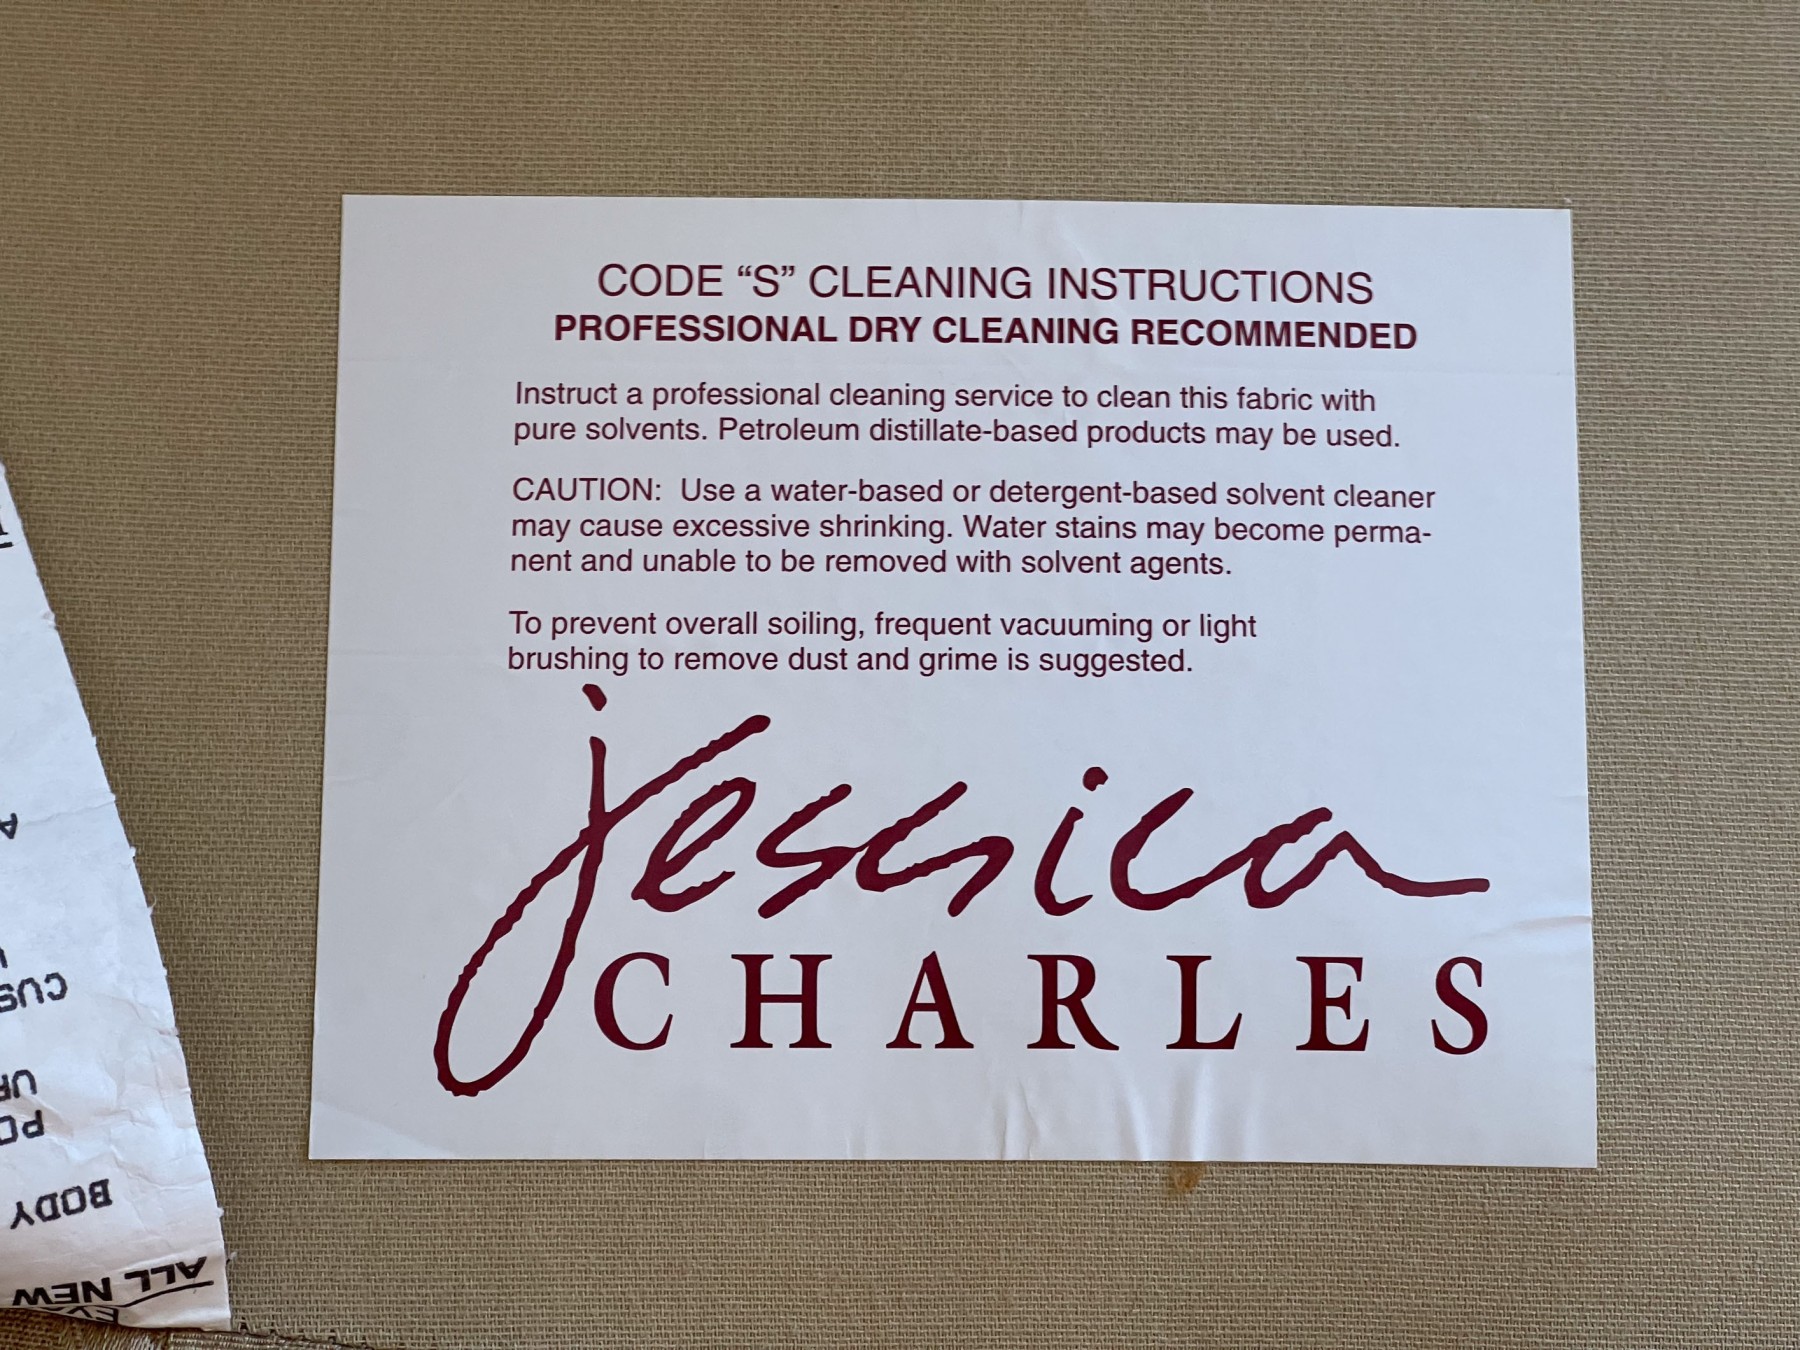 CODE “S” CLEANING INSTRUCTIONS
PROFESSIONAL DRY CLEANING RECOMMENDED
Instruct a professional cleaning service to clean this fabric with
pure solvents. Petroleum distillate-based products may be used.
CAUTION:  Use a water-based or detergent-based solvent cleaner
may cause excessive shrinking. Water stains may become perma-
nent and unable to be removed with solvent agents.
To prevent overall soiling, frequent vacuuming or light
brushing to remove dust and grime is suggested.
jessica
CHARLES
ALL NEW
BODY